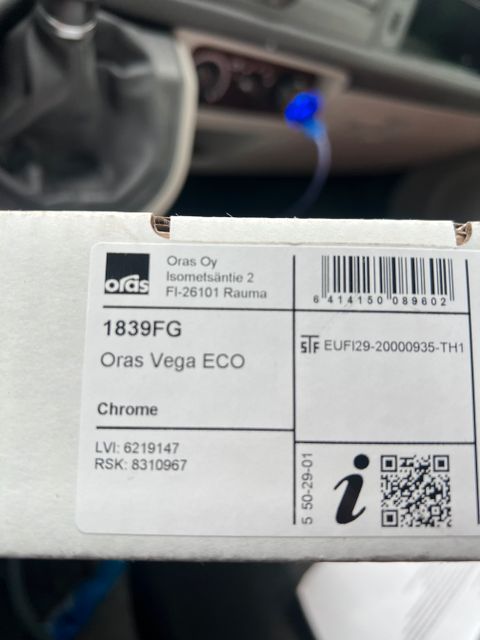 oras
Oras Oy
Isometsäntie 2
FI-26101 Rauma
6 414150 089602
1839FG
Oras Vega ECO
STF EUFI29-20000935-TH1
Chrome
LVI: 6219147
RSK: 8310967
5 50-29-01
i